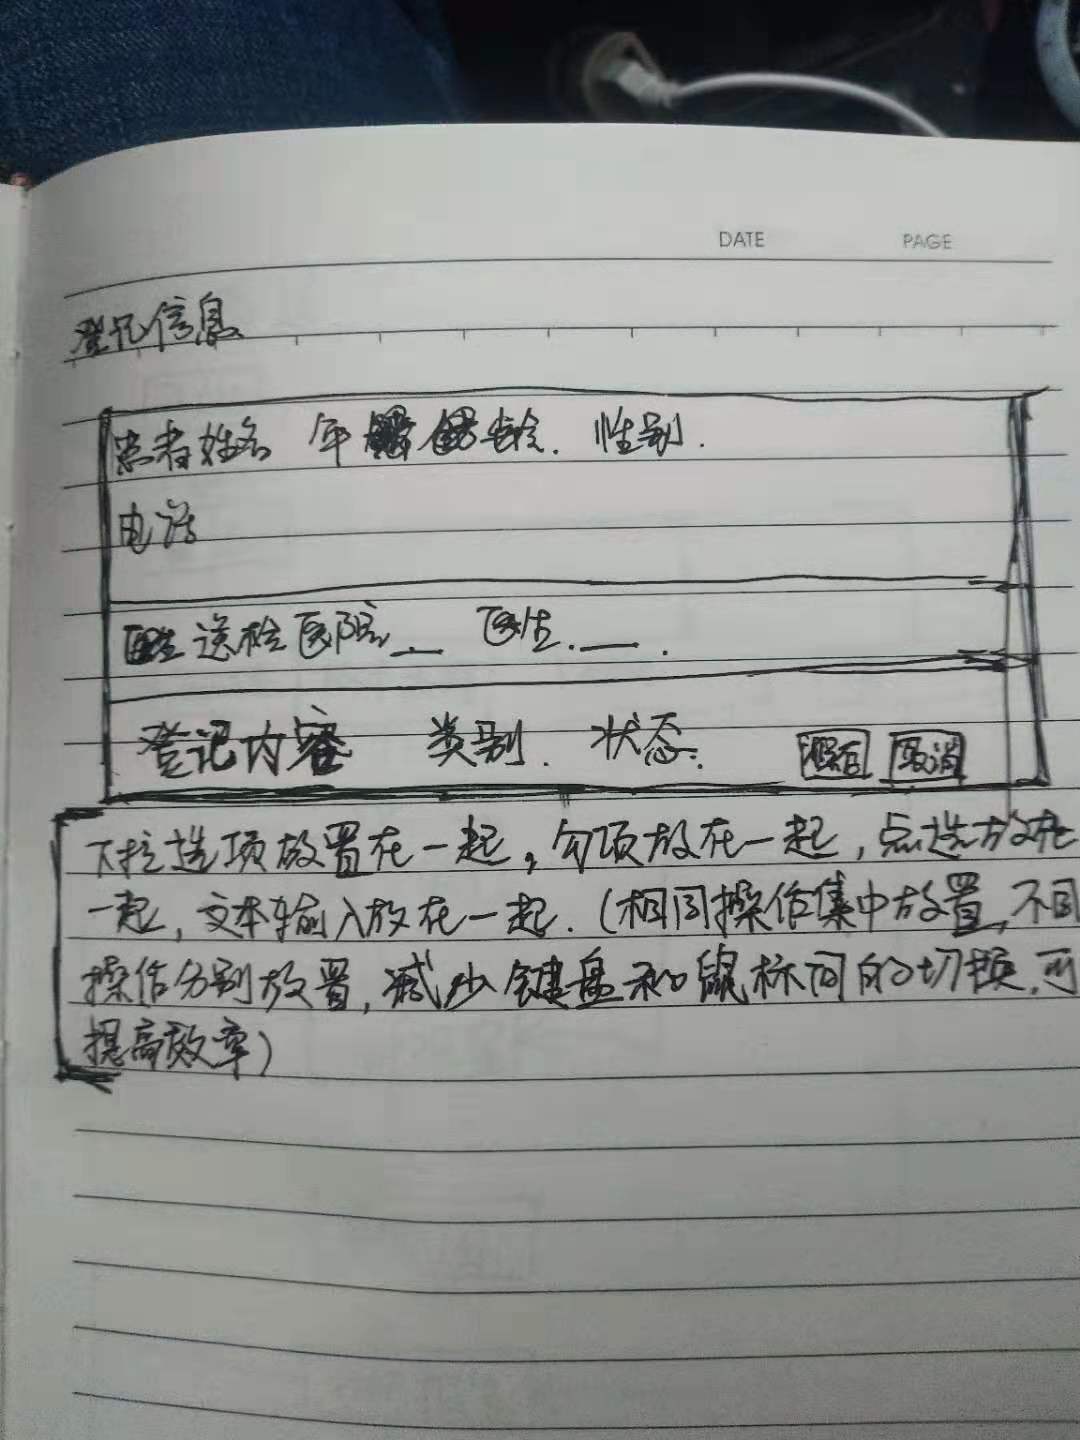 DATE PAGE
登记信息
患者姓名 年龄. 性别.
电话
送检医院__ 医生.__.
登记内容 类别. 状态. 保存 取消
下拉选项放置在一起,勾项放在一起,点选放在
一起,文本输入放在一起.(相同操作集中放置,不同
操作分别放置,减少键盘和鼠标间的切换,可
提高效率)